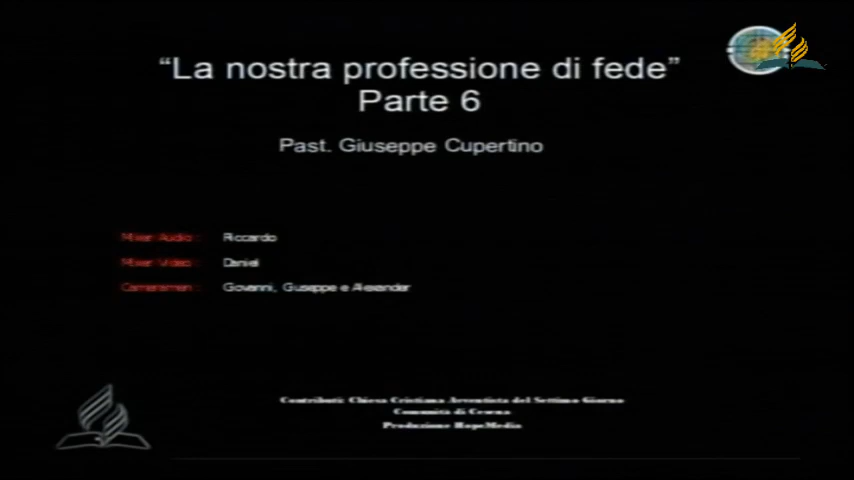 “La nostra professione di fede”
Parte 6
Past. Giuseppe Cupertino
Mixer Audio : Riccardo
Mixer Video : Daniel
Cameramen : Giovanni, Giuseppe e Alexander
Contributi: Chiesa Cristiana Avventista del Settimo Giorno
Comunità di Cesena
Produzione HopeMedia